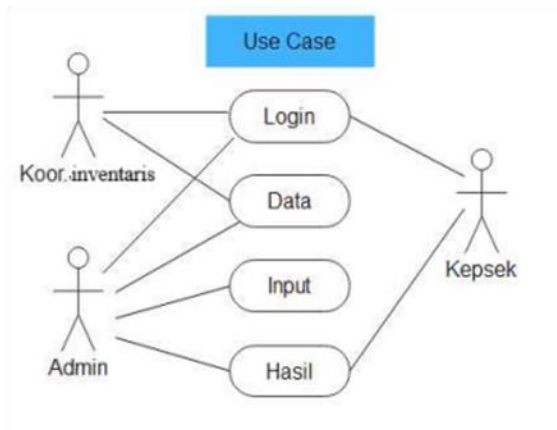 Use Case
Login
Koor. inventaris
Data
Kepsek
Input
Admin
Hasil